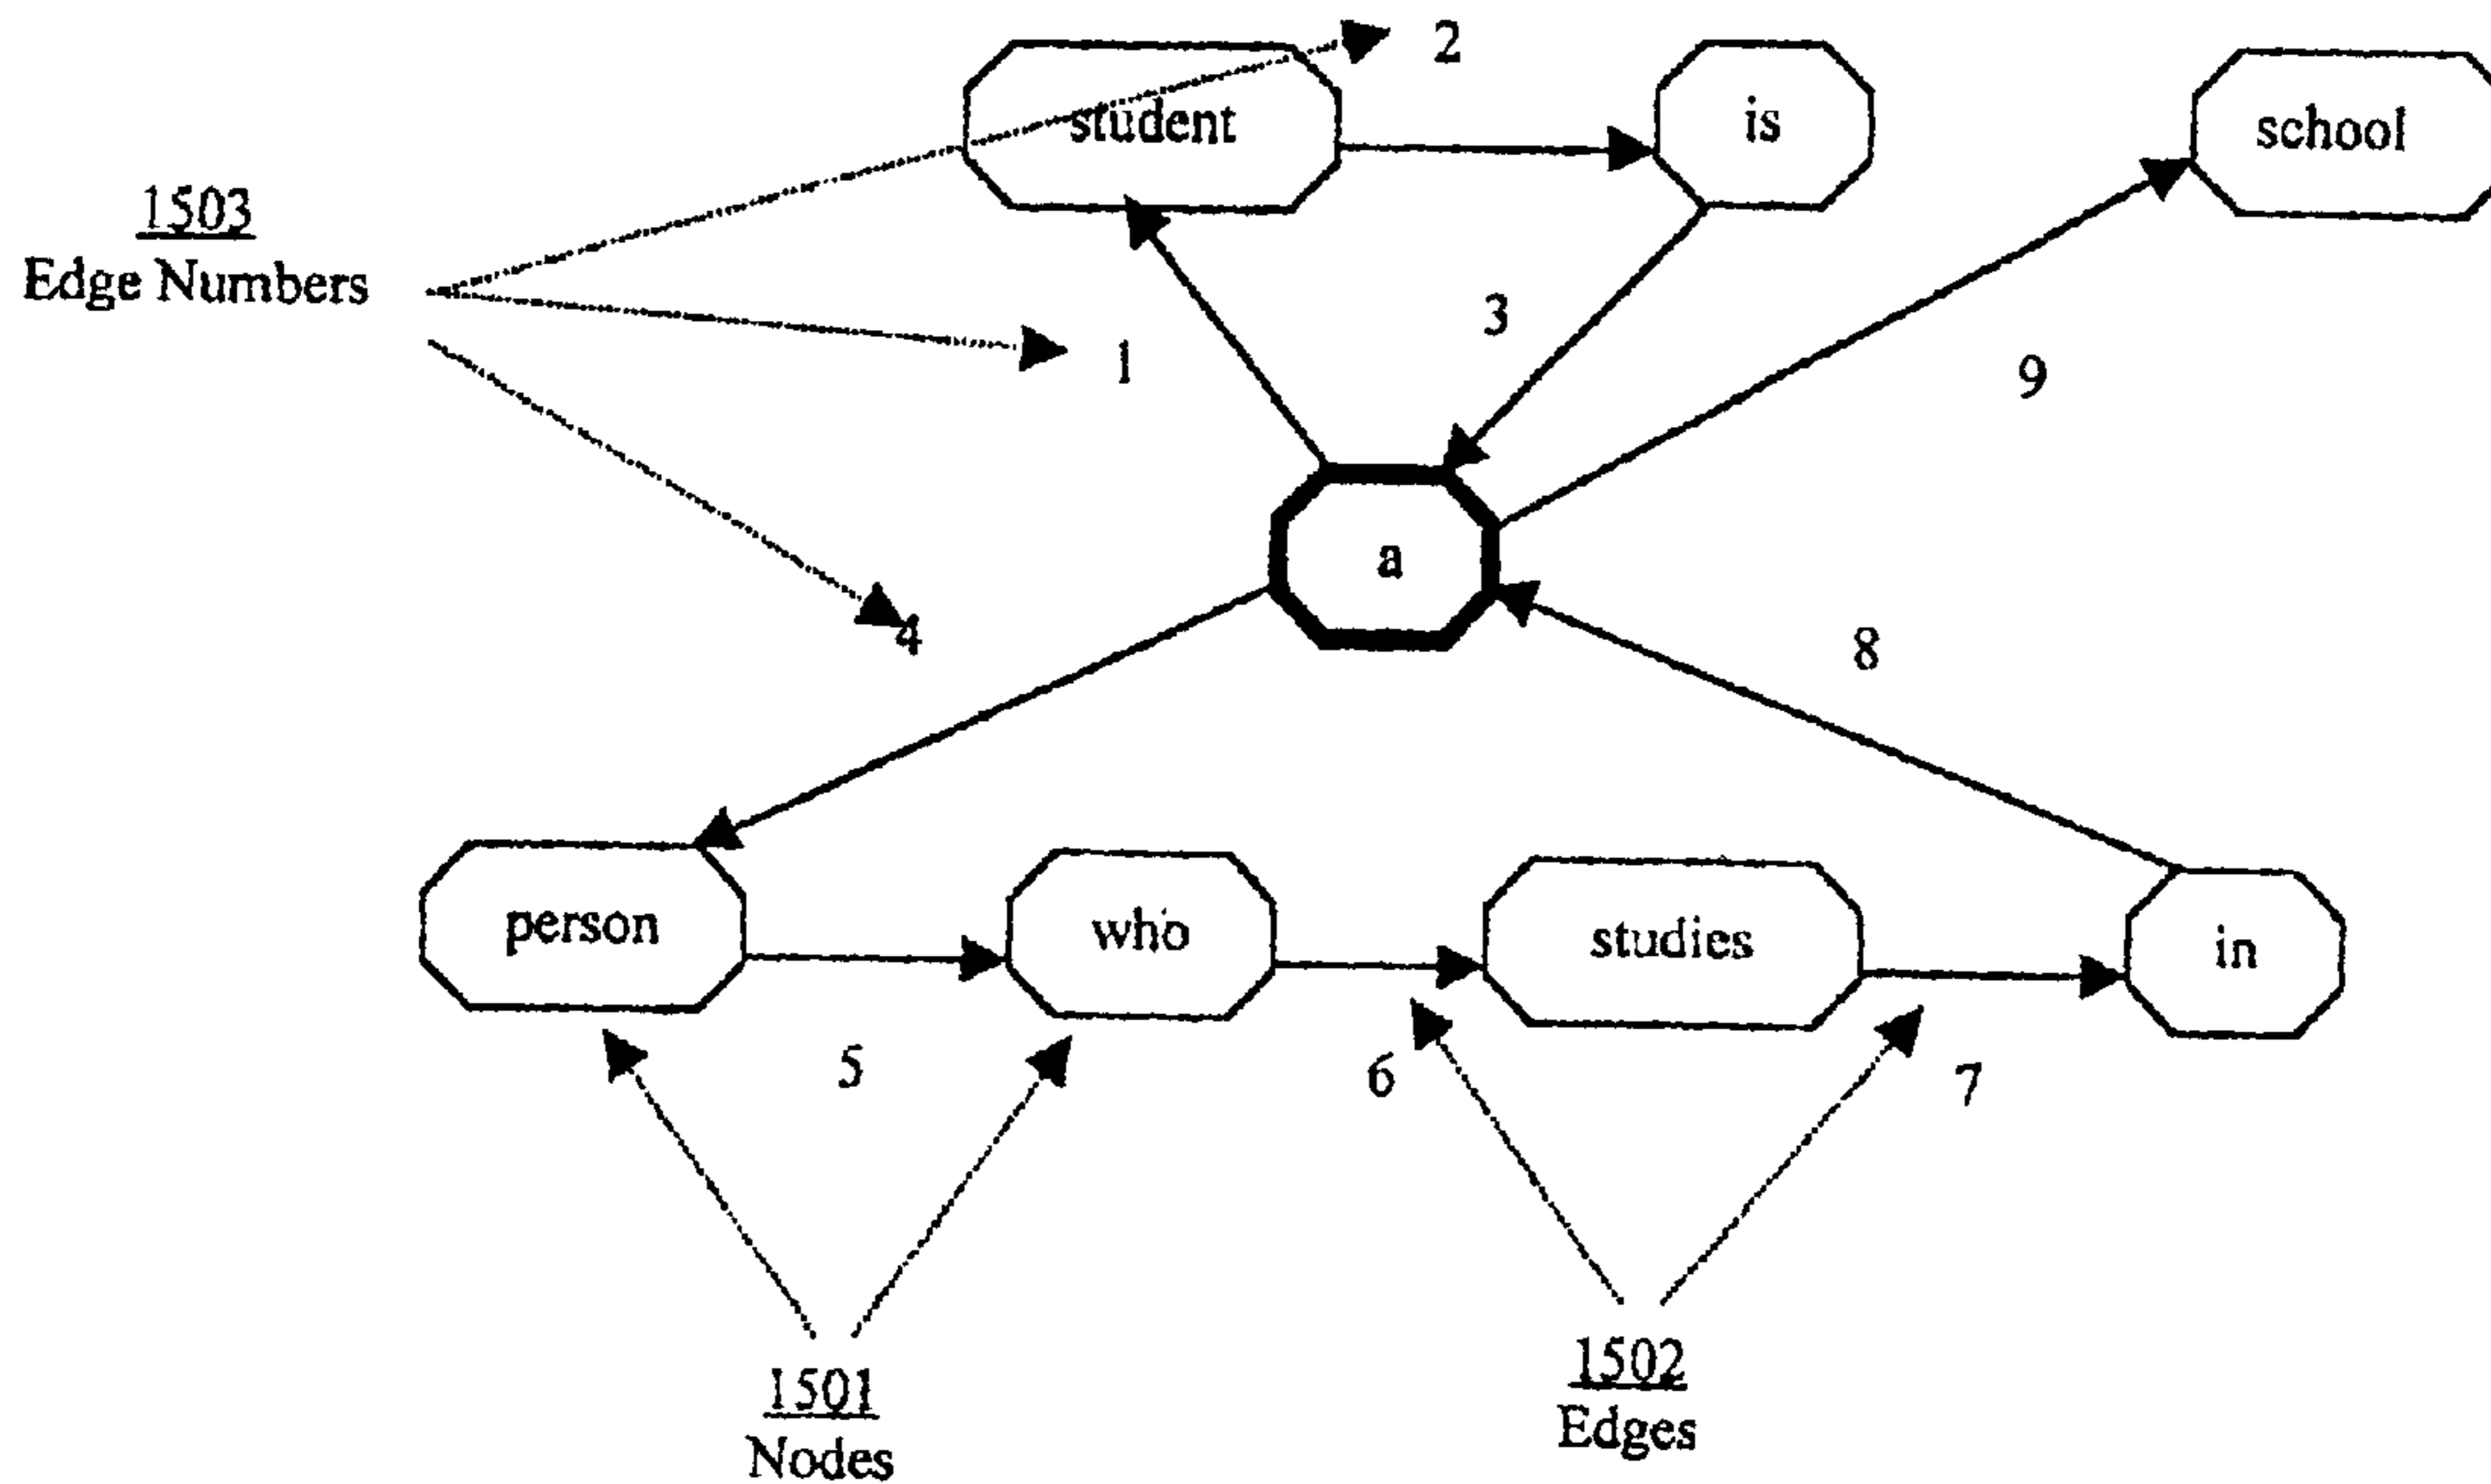 2
student
is
school
1503
Edge Numbers
3
1
9
a
4
8
person
who
studies
in
5
6
7
1501
Nodes
1502
Edges